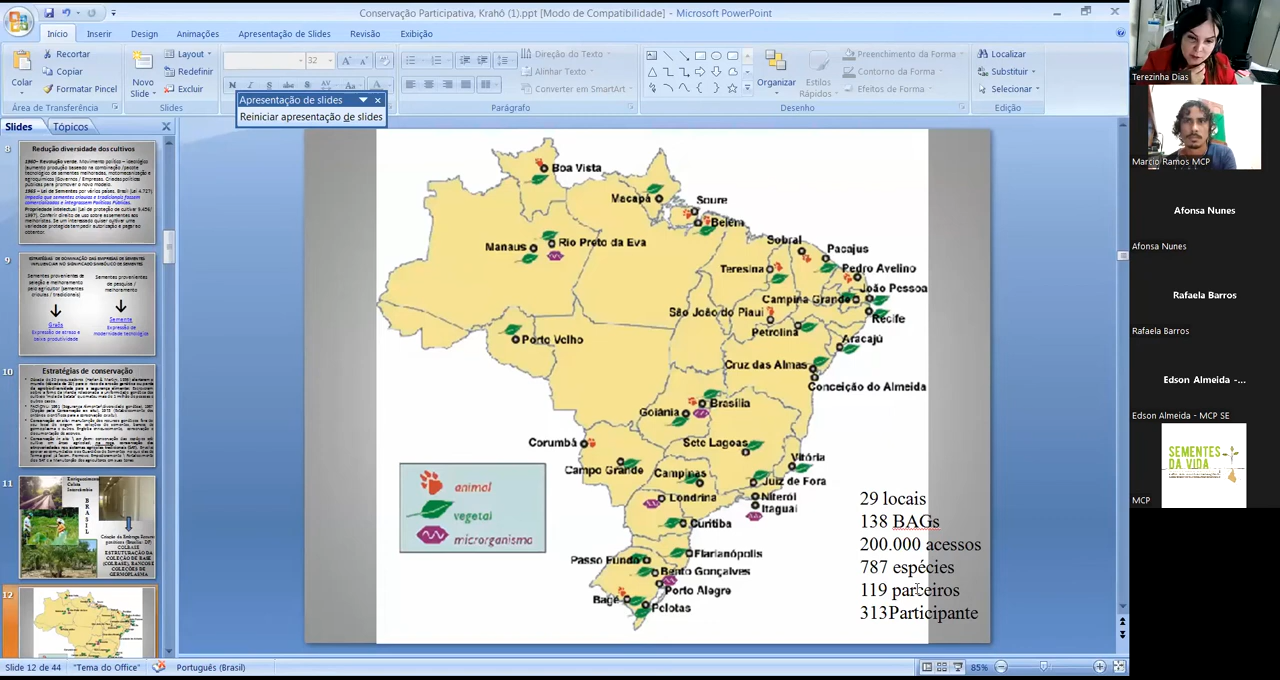 Conservação Participativa, Krahô (1).ppt [Modo de Compatibilidade] - Microsoft PowerPoint
Início
Inserir
Design
Animações
Apresentação de Slides
Revisão
Exibição
Colar
Recortar
Copiar
Formatar Pincel
Área de Transferência
Novo
Slide
Layout
Redefinir
Excluir
Slides
32
Parágrafo
Direção do Texto
Alinhar Texto
Converter em SmartArt
Organizar
Estilos
Rápidos
Preenchimento da Forma
Contorno da Forma
Efeitos de Forma
Desenho
Localizar
Substituir
Selecionar
Edição
Apresentação de slides
Reiniciar apresentação de slides
Slides
Tópicos
8
Redução diversidade dos cultivos
9
10
Estratégias de conservação
11
12
Boa Vista
Macapá
Soure
Belém
Manaus
Rio Preto da Eva
Sobral
Pacajus
Teresina
Pedro Avelino
João Pessoa
Campina Grande
São João do Piauí
Recife
Petrolina
Aracajú
Porto Velho
Cruz das Almas
Conceição do Almeida
Brasília
Goiânia
Sete Lagoas
Corumbá
Vitória
Campo Grande
Campinas
Juiz de Fora
Niterói
Itaguaí
Londrina
Curitiba
Passo Fundo
Florianópolis
Bento Gonçalves
Porto Alegre
Bagé
Pelotas
animal
vegetal
microrganismo
29 locais
138 BAGs
200.000 acessos
787 espécies
119 parceiros
313Participante
Slide 12 de 44
"Tema do Office"
Português (Brasil)
85%
Terezinha Dias
Marcio Ramos MCP
Afonsa Nunes
Afonsa Nunes
Rafaela Barros
Rafaela Barros
Edson Almeida -...
Edson Almeida - MCP SE
SEMENTES
DA VIDA
MCP